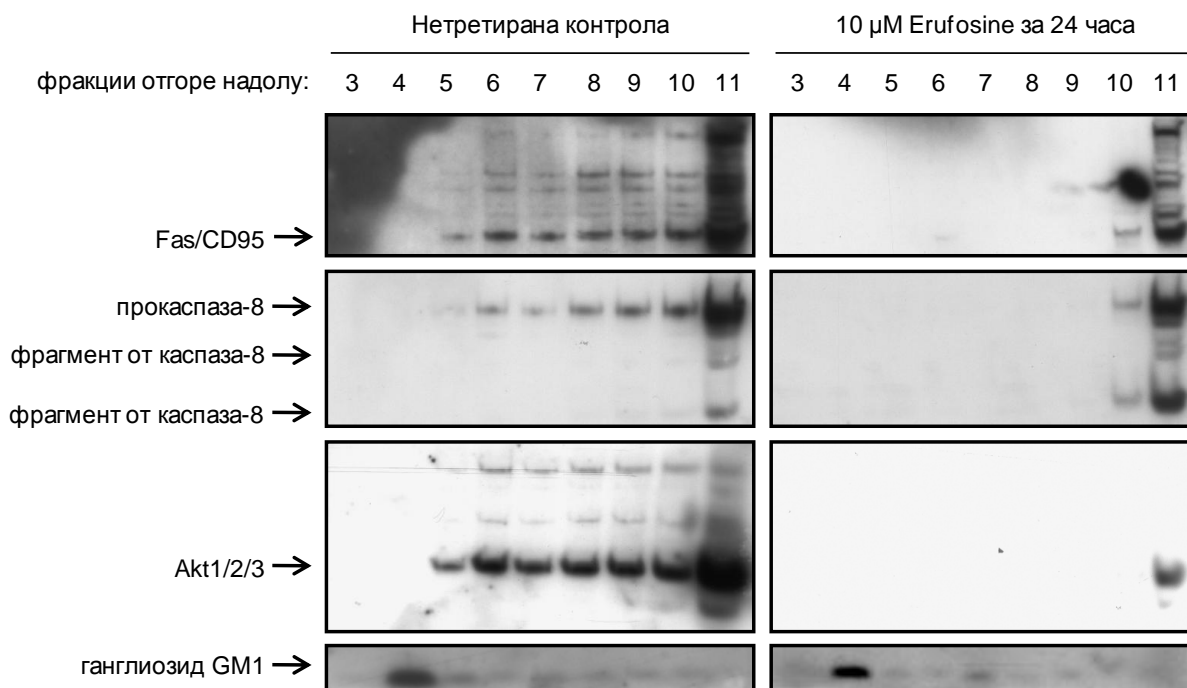 Нетретирана контрола
10 µM Erufosine за 24 часа
фракции отгоре надолу: 3 4 5 6 7 8 9 10 11 3 4 5 6 7 8 9 10 11
Fas/CD95
прокаспаза-8
фрагмент от каспаза-8
фрагмент от каспаза-8
Akt1/2/3
ганглиозид GM1